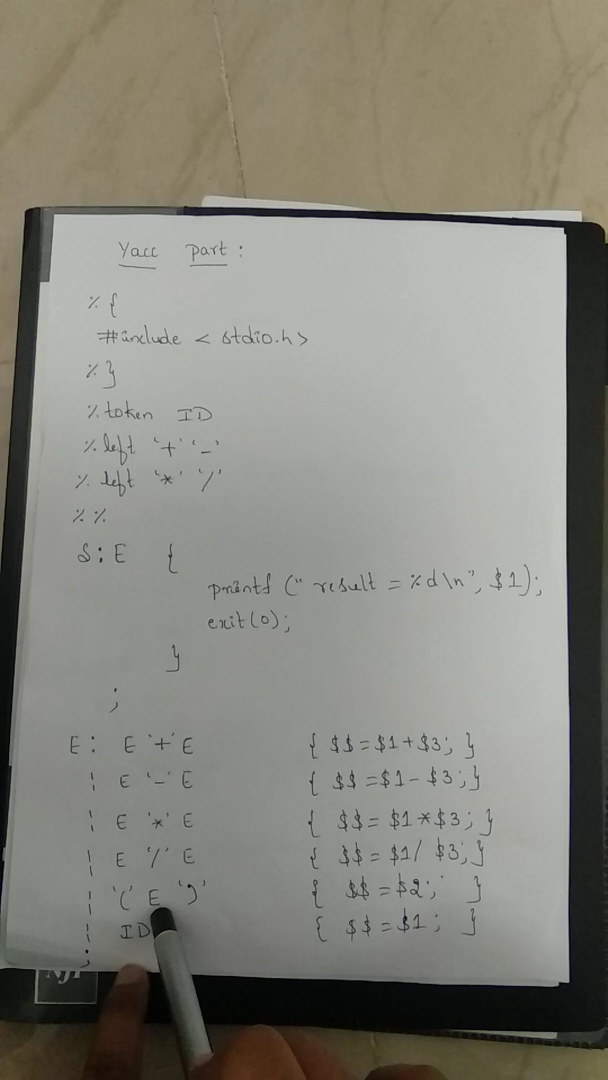 Yacc part :
% {
#include < stdio.h>
% }
% token ID
% left '+' '-'
% left '*' '/'
% %
S : E {
printf (" result = %d \n", $1);
exit(0);
}
;
E : E '+' E { $$ = $1 + $3; }
| E '-' E { $$ = $1 - $3; }
| E '*' E { $$ = $1 * $3; }
| E '/' E { $$ = $1 / $3; }
| '(' E ')' { $$ = $2; }
| ID { $$ = $1; }
;